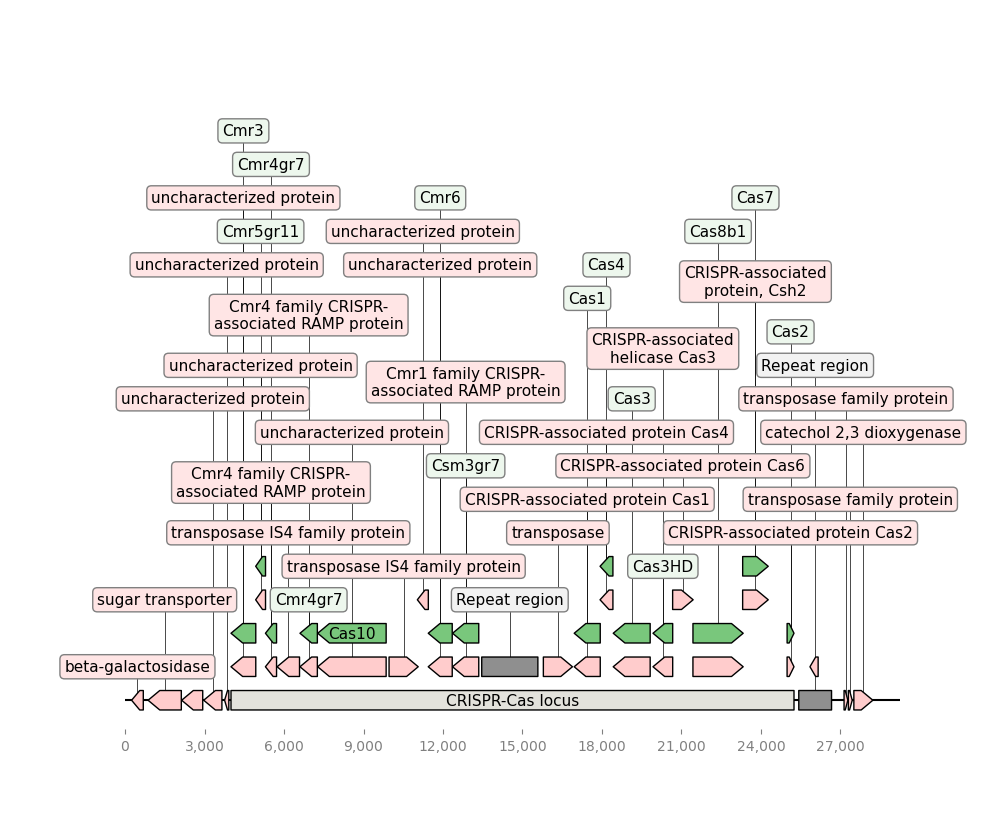 Cmr3
Cmr4gr7
uncharacterized protein
Cmr6
Cas7
Cmr5gr11
uncharacterized protein
Cas8b1
uncharacterized protein
uncharacterized protein
Cas4
CRISPR-associated
protein, Csh2
Cas1
Cmr4 family CRISPR-
associated RAMP protein
Cas2
CRISPR-associated
helicase Cas3
uncharacterized protein
Repeat region
Cmr1 family CRISPR-
associated RAMP protein
uncharacterized protein
Cas3
transposase family protein
uncharacterized protein
CRISPR-associated protein Cas4
catechol 2,3 dioxygenase
Cmr4 family CRISPR-
associated RAMP protein
Csm3gr7
CRISPR-associated protein Cas6
CRISPR-associated protein Cas1
transposase family protein
transposase IS4 family protein
transposase
CRISPR-associated protein Cas2
transposase IS4 family protein
Cas3HD
sugar transporter
Cmr4gr7
Repeat region
Cas10
beta-galactosidase
CRISPR-Cas locus
0 3,000 6,000 9,000 12,000 15,000 18,000 21,000 24,000 27,000